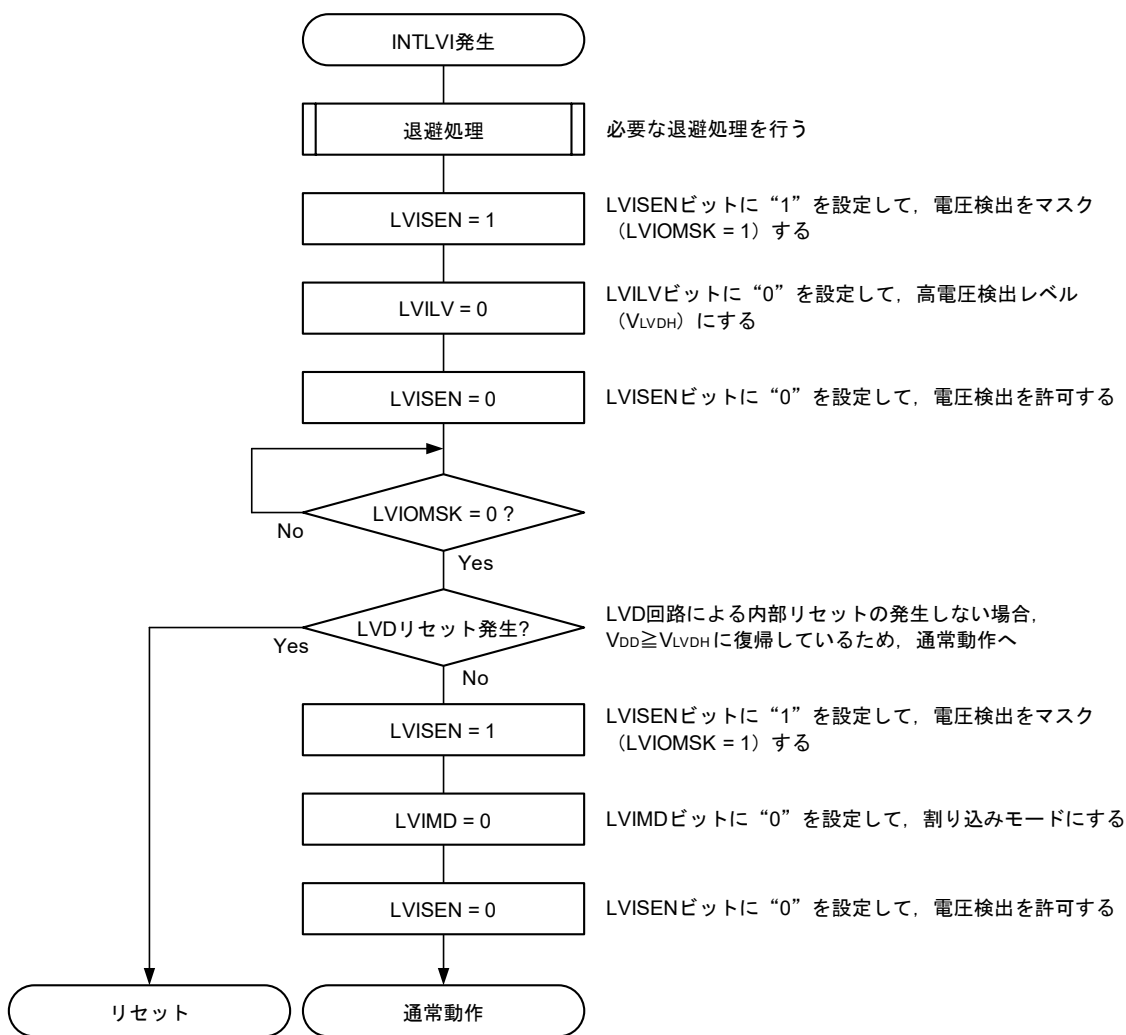 INTLVI発生
退避処理
必要な退避処理を行う
LVISEN = 1
LVISENビットに“1”を設定して，電圧検出をマスク
（LVIOMSK = 1）する
LVILV = 0
LVILVビットに“0”を設定して，高電圧検出レベル
（VLVDH）にする
LVISEN = 0
LVISENビットに“0”を設定して，電圧検出を許可する
LVIOMSK = 0 ?
No
Yes
LVDリセット発生?
LVD回路による内部リセットの発生しない場合，
VDD≧VLVDHに復帰しているため，通常動作へ
Yes
No
LVISEN = 1
LVISENビットに“1”を設定して，電圧検出をマスク
（LVIOMSK = 1）する
LVIMD = 0
LVIMDビットに“0”を設定して，割り込みモードにする
LVISEN = 0
LVISENビットに“0”を設定して，電圧検出を許可する
リセット
通常動作